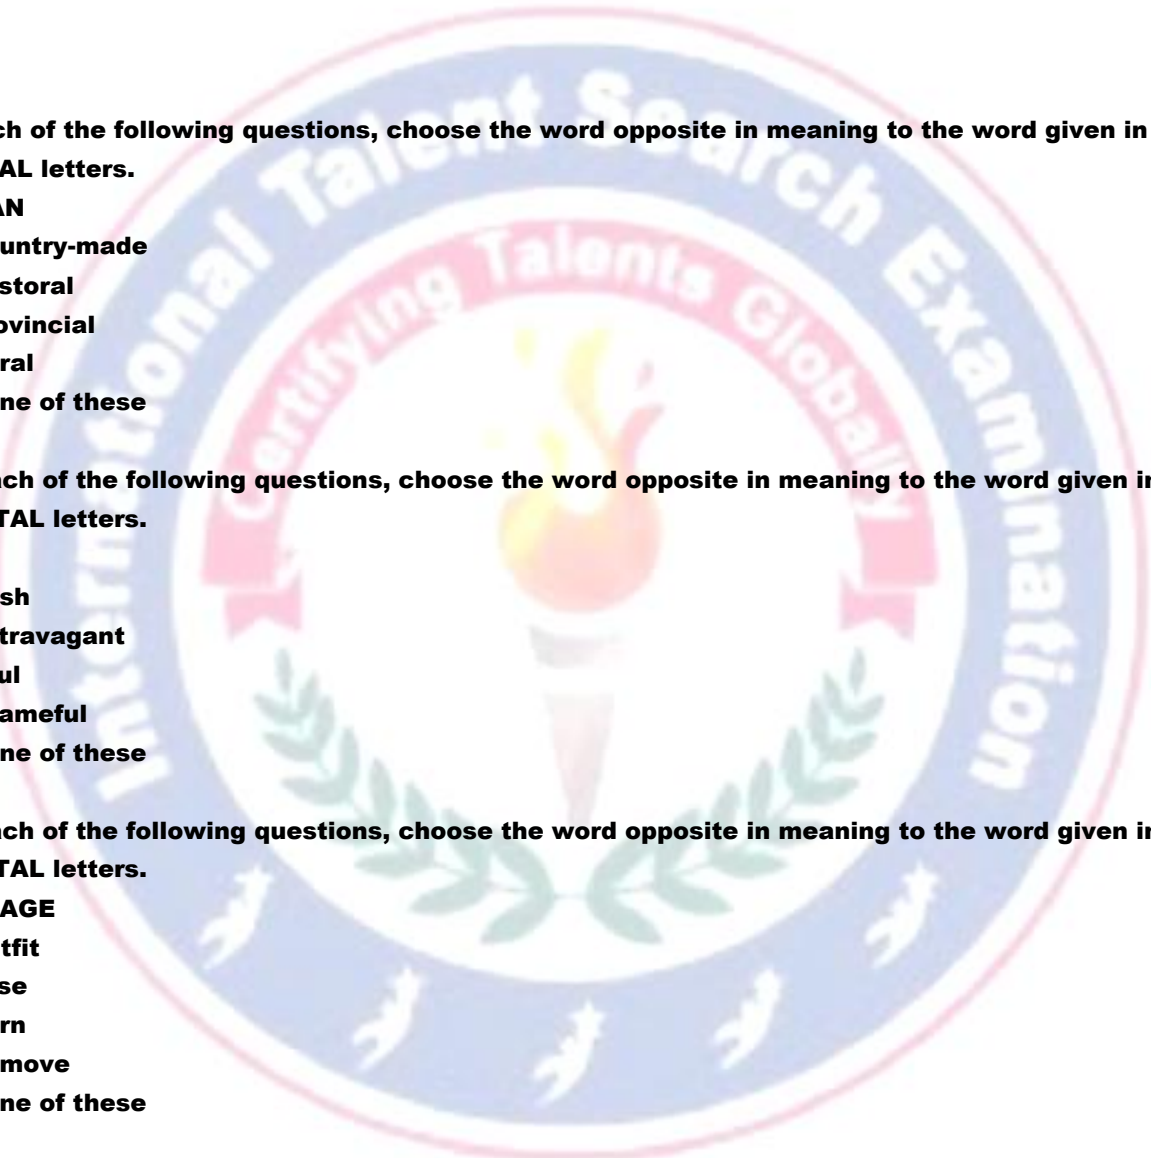 ch of the following questions, choose the word opposite in meaning to the word given in
AL letters.
AN
untry-made
storal
ovincial
ral
ne of these
ach of the following questions, choose the word opposite in meaning to the word given in
TAL letters.
sh
travagant
ul
ameful
ne of these
ach of the following questions, choose the word opposite in meaning to the word given in
TAL letters.
AGE
tfit
se
rn
move
ne of these
International Talent Search Examination
Certifying Talents Globally